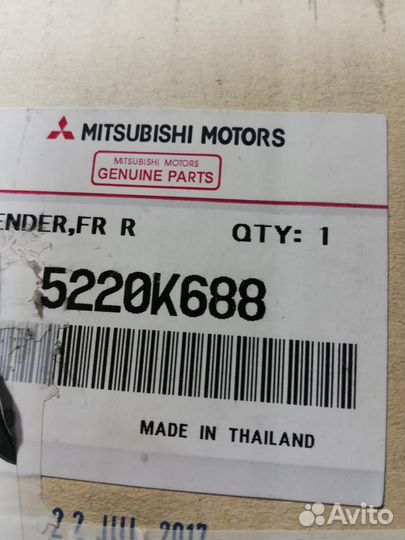 MITSUBISHI MOTORS
MITSUBISHI MOTORS
GENUINE PARTS
ENDER,FR R QTY: 1
5220K688
MADE IN THAILAND
22 JUL 2017
Avito